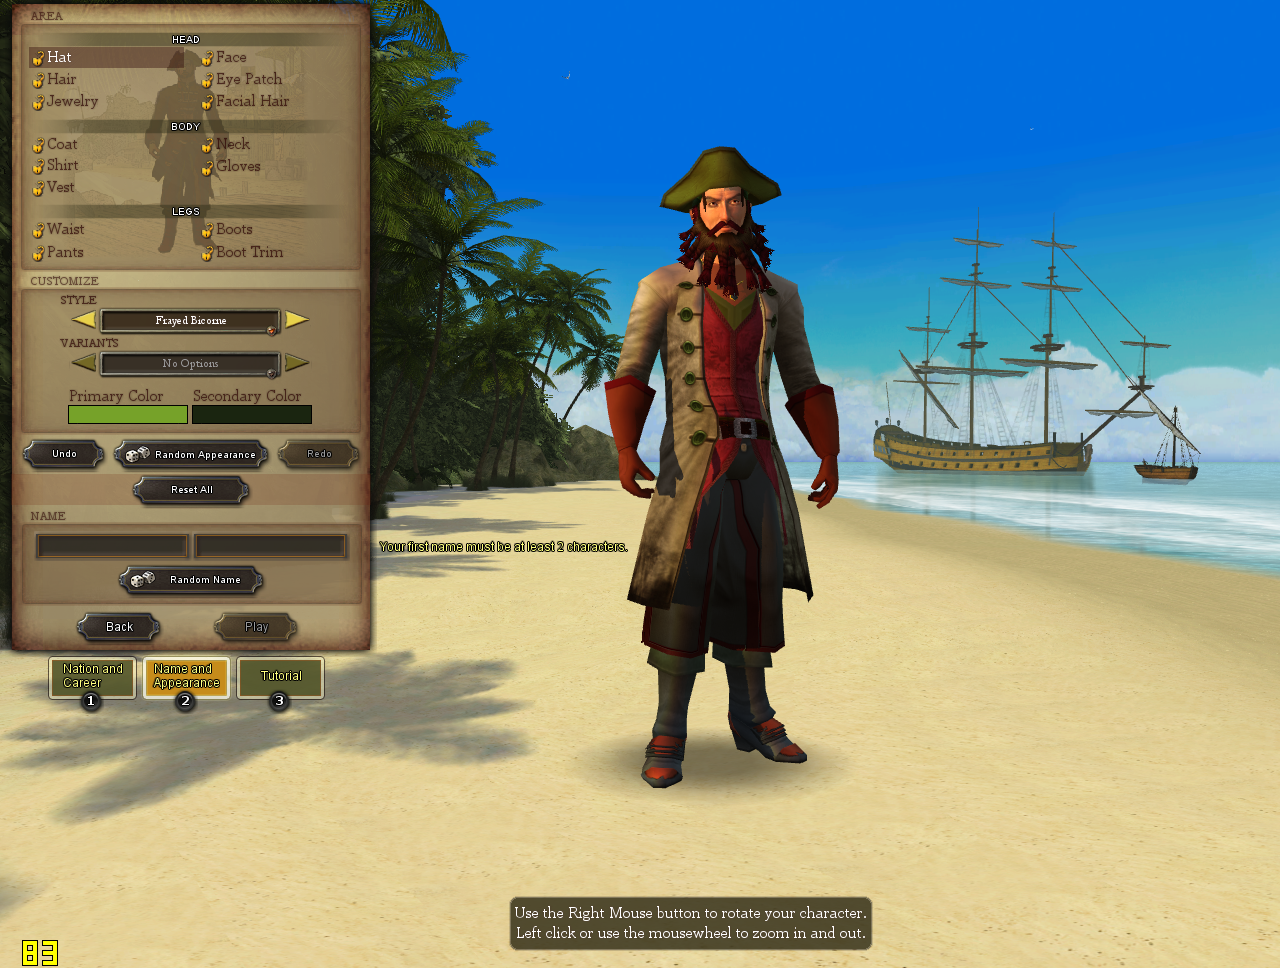 AREA
HEAD
Hat
Face
Hair
Eye Patch
Jewelry
Facial Hair
BODY
Coat
Neck
Shirt
Gloves
Vest
LEGS
Waist
Boots
Pants
Boot Trim
CUSTOMIZE
STYLE
Frayed Bicorne
VARIANTS
No Options
Primary Color
Secondary Color
Undo
Random Appearance
Redo
Reset All
NAME
Your first name must be at least 2 characters.
Random Name
Back
Play
Nation and
Career
1
Name and
Appearance
2
Tutorial
3
Use the Right Mouse button to rotate your character.
Left click or use the mousewheel to zoom in and out.
83